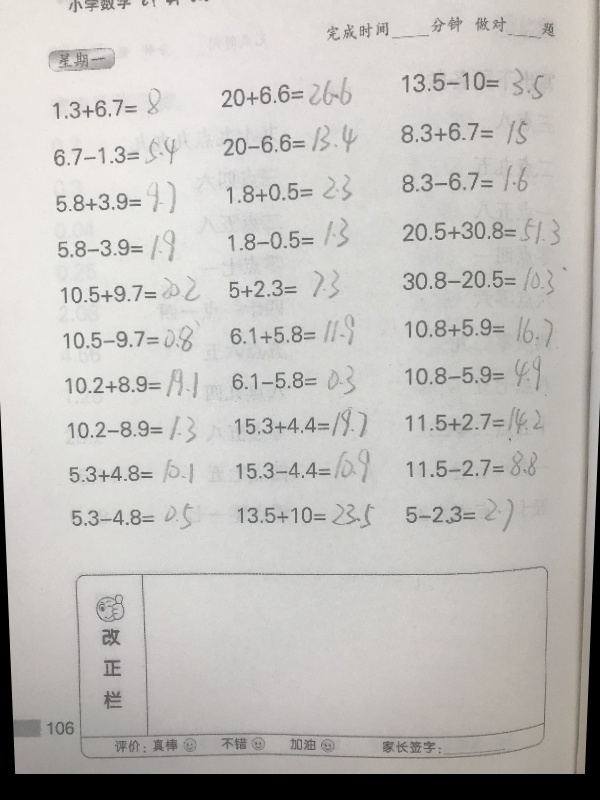 小学数学
完成时间____分钟 做对____题
星期一
1.3+6.7= 8 20+6.6= 26.6 13.5−10= 3.5
6.7−1.3= 5.4 20−6.6= 13.4 8.3+6.7= 15
5.8+3.9= 9.7 1.8+0.5= 2.3 8.3−6.7= 1.6
5.8−3.9= 1.9 1.8−0.5= 1.3 20.5+30.8= 51.3
10.5+9.7= 20.2 5+2.3= 7.3 30.8−20.5= 10.3
10.5−9.7= 0.8 6.1+5.8= 11.9 10.8+5.9= 16.7
10.2+8.9= 19.1 6.1−5.8= 0.3 10.8−5.9= 4.9
10.2−8.9= 1.3 15.3+4.4= 19.7 11.5+2.7= 14.2
5.3+4.8= 10.1 15.3−4.4= 10.9 11.5−2.7= 8.8
5.3−4.8= 0.5 13.5+10= 23.5 5−2.3= 2.7
改
正
栏
106
评价: 真棒 不错 加油 家长签字:________